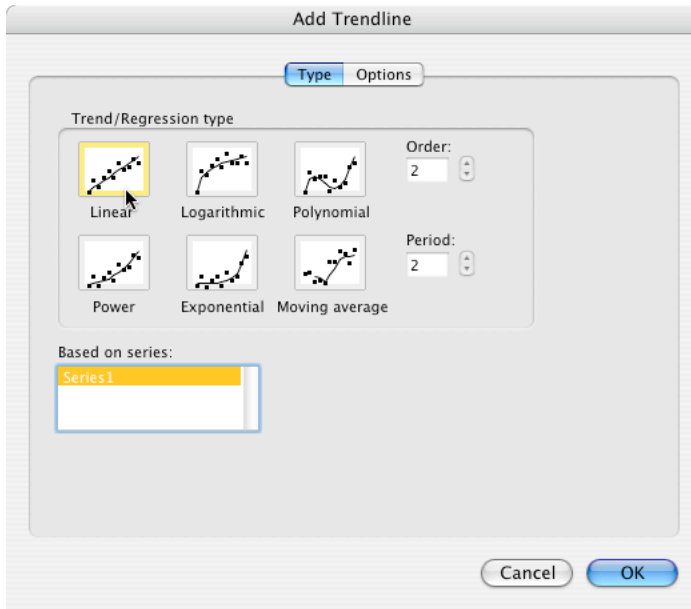 Add Trendline
Type Options
Trend/Regression type
Order:
2
Linear Logarithmic Polynomial
Period:
2
Power Exponential Moving average
Based on series:
Series1
Cancel OK